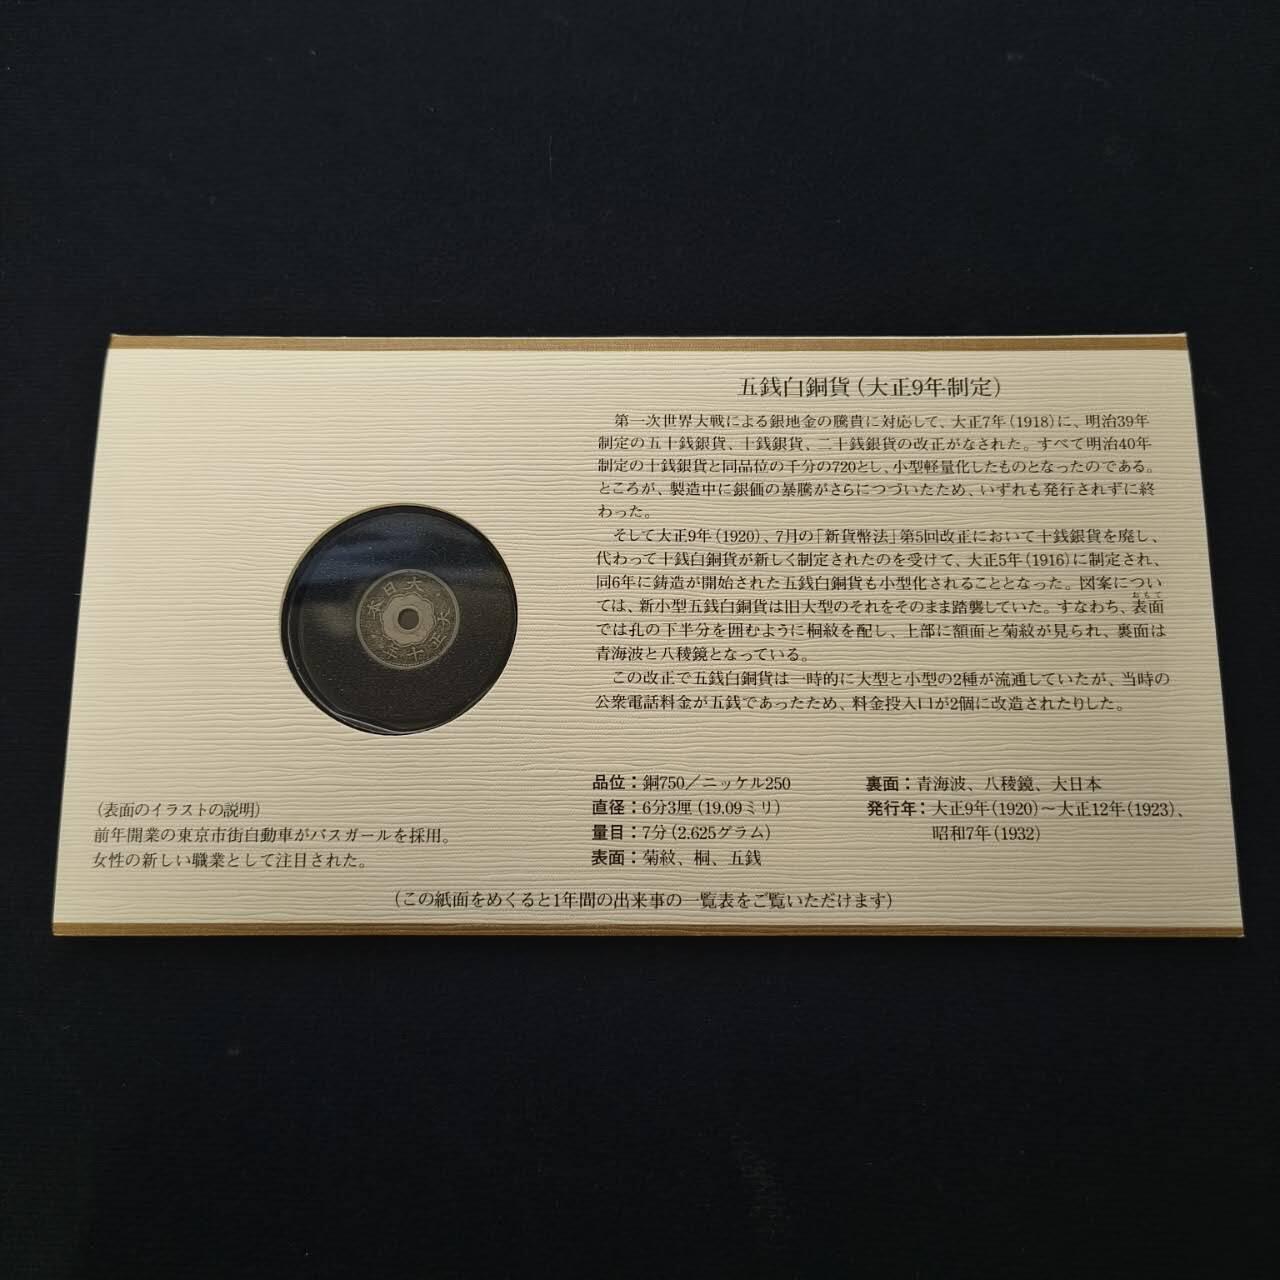 五銭白銅貨（大正9年制定）
第一次世界大戦による銀地金の騰貴に対応して、大正7年（1918）に、明治39年
制定の五十銭銀貨、十銭銀貨、二十銭銀貨の改正がなされた。すべて明治40年
制定の十銭銀貨と同品位の千分の720とし、小型軽量化したものとなったのである。
ところが、製造中に銀価の暴騰がさらにつづいたため、いずれも発行されずに終
わった。
そして大正9年（1920）、7月の「新貨幣法」第5回改正において十銭銀貨を廃し、
代わって十銭白銅貨が新しく制定されたのを受けて、大正5年（1916）に制定され、
同6年に鋳造が開始された五銭白銅貨も小型化されることとなった。図案につい
ては、新小型五銭白銅貨は旧大型のそれをそのまま踏襲していた。すなわち、表面
おもて
では孔の下半分を囲むように桐紋を配し、上部に額面と菊紋が見られ、裏面は
青海波と八稜鏡となっている。
この改正で五銭白銅貨は一時的に大型と小型の2種が流通していたが、当時の
公衆電話料金が五銭であったため、料金投入口が2個に改造されたりした。
大日本
大正十年
品位：銅750／ニッケル250
直径：6分3厘（19.09ミリ）
量目：7分（2.625グラム）
表面：菊紋、桐、五銭
裏面：青海波、八稜鏡、大日本
発行年：大正9年（1920）～大正12年（1923）、
昭和7年（1932）
（表面のイラストの説明）
前年開業の東京市街自動車がバスガールを採用。
女性の新しい職業として注目された。
（この紙面をめくると1年間の出来事の一覧表をご覧いただけます）